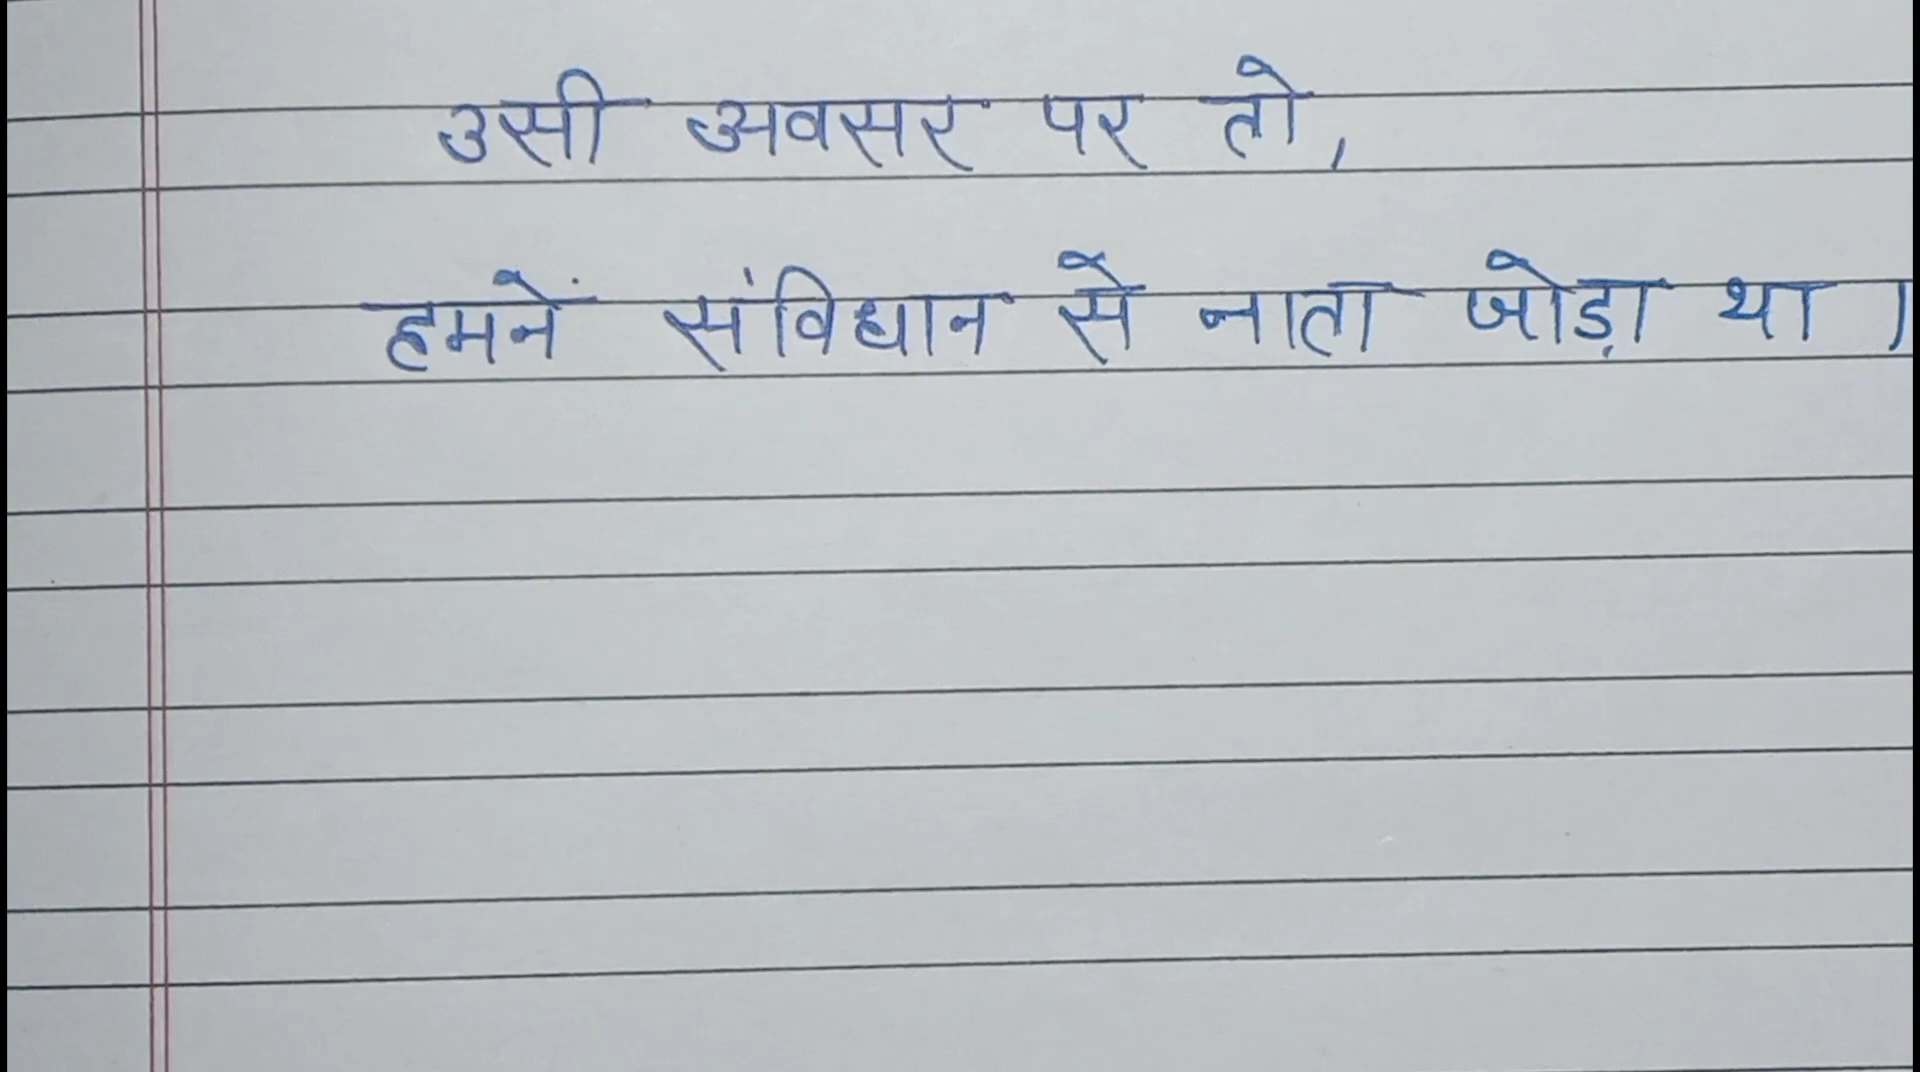 उसी अवसर पर तो,
हमनें संविधान से नाता जोड़ा था।